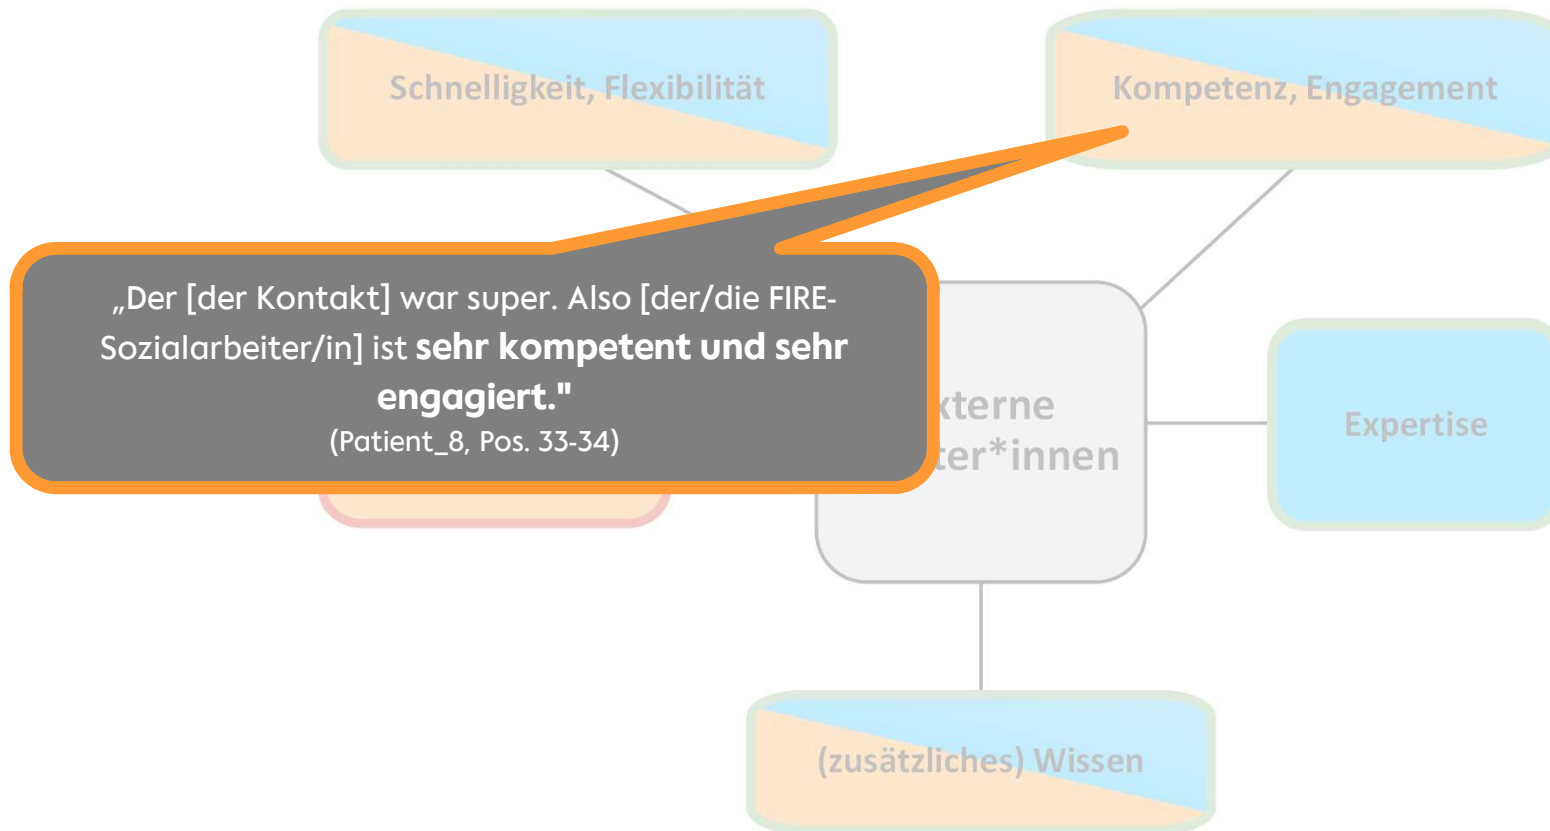 Schnelligkeit, Flexibilität
Kompetenz, Engagement
„Der [der Kontakt] war super. Also [der/die FIRE-
Sozialarbeiter/in] ist sehr kompetent und sehr
engagiert."
(Patient_8, Pos. 33-34)
xterne
ter*innen
Expertise
(zusätzliches) Wissen